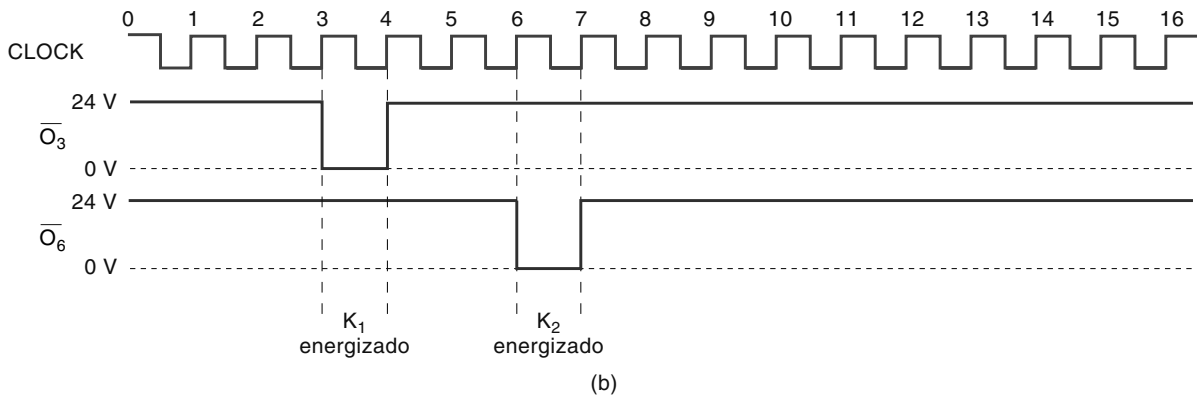 0 1 2 3 4 5 6 7 8 9 10 11 12 13 14 15 16
CLOCK
24 V
O̅₃
0 V
24 V
O̅₆
0 V
K₁ energizado
K₂ energizado
(b)